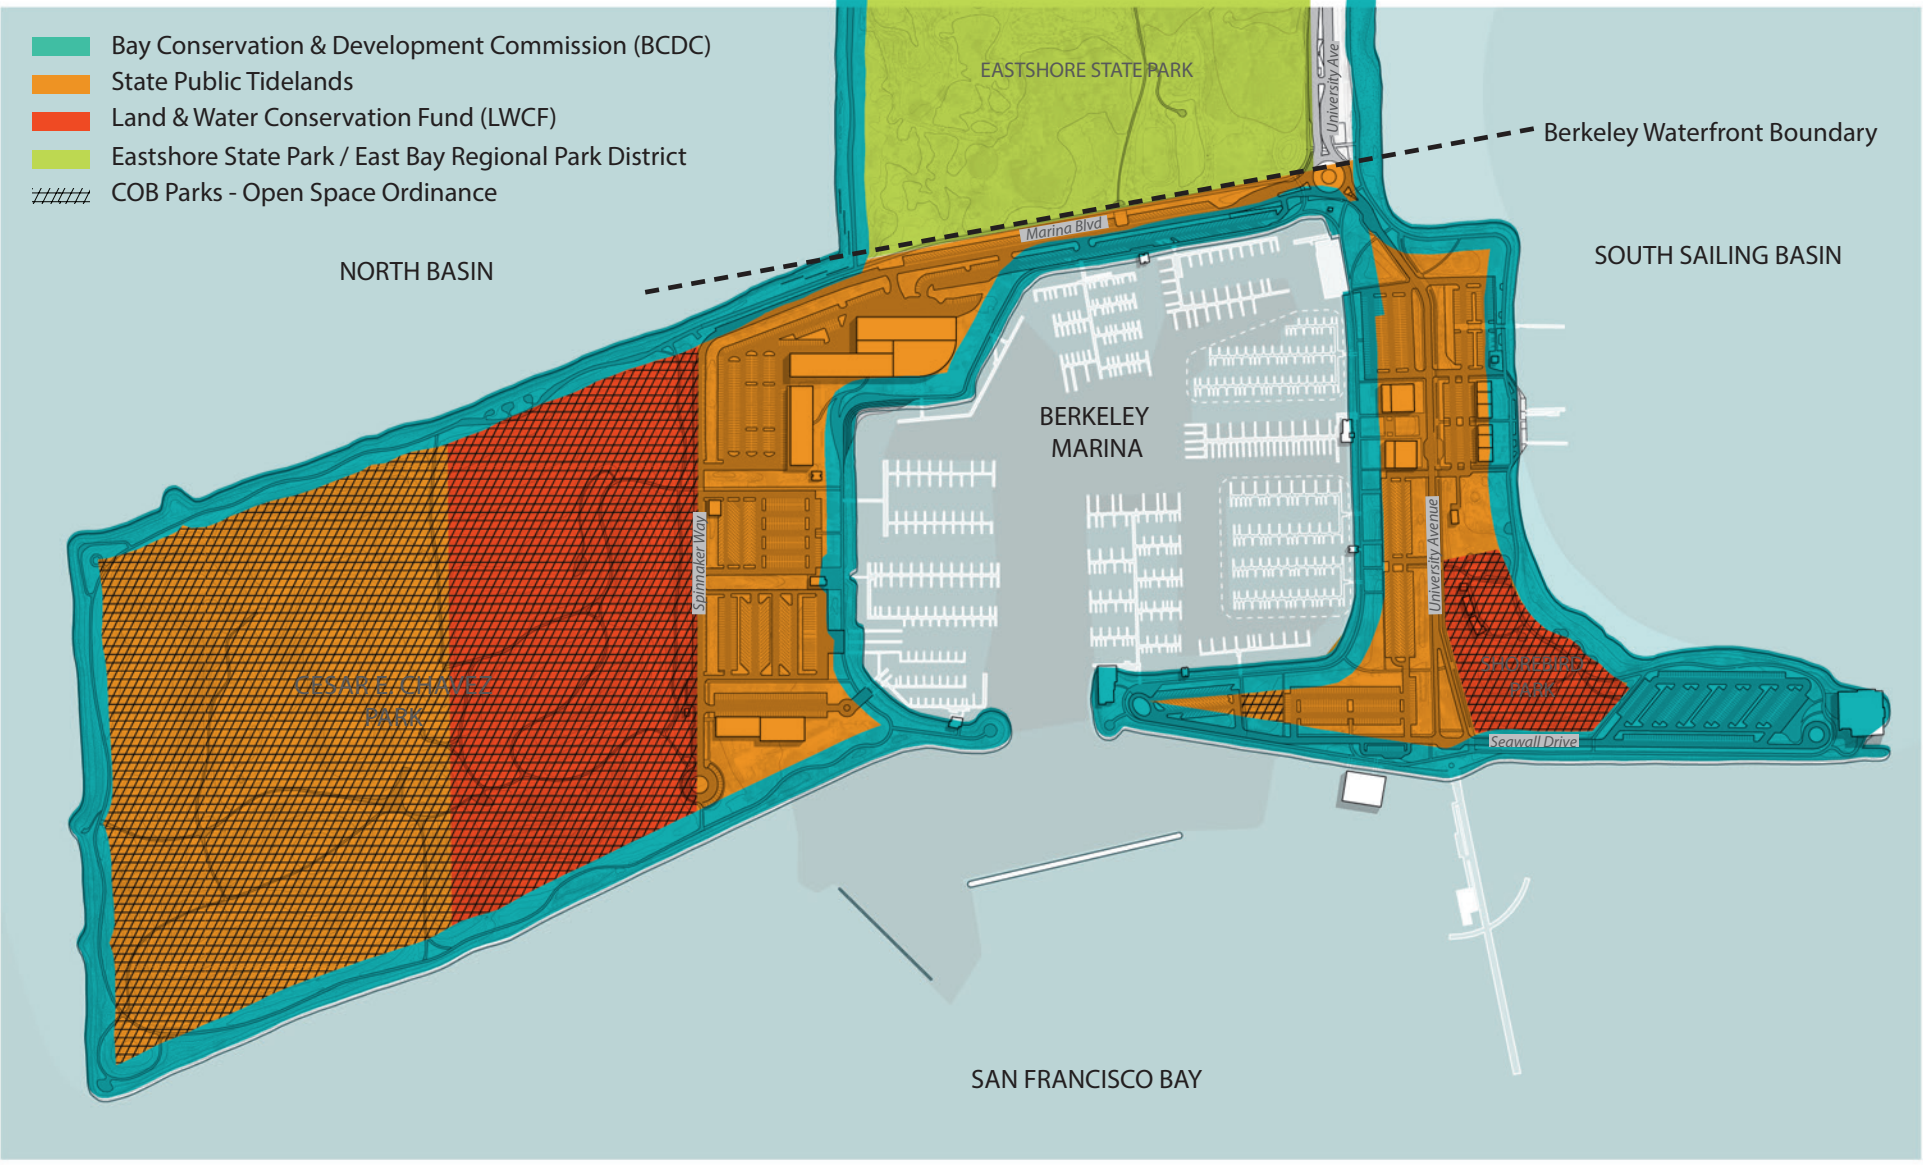 Bay Conservation & Development Commission (BCDC)
State Public Tidelands
Land & Water Conservation Fund (LWCF)
Eastshore State Park / East Bay Regional Park District
COB Parks - Open Space Ordinance
EASTSHORE STATE PARK
University Ave
Berkeley Waterfront Boundary
Marina Blvd
NORTH BASIN
SOUTH SAILING BASIN
BERKELEY
MARINA
Spinnaker Way
University Avenue
CESAR E. CHAVEZ
PARK
SHOREBIRD
PARK
Seawall Drive
SAN FRANCISCO BAY